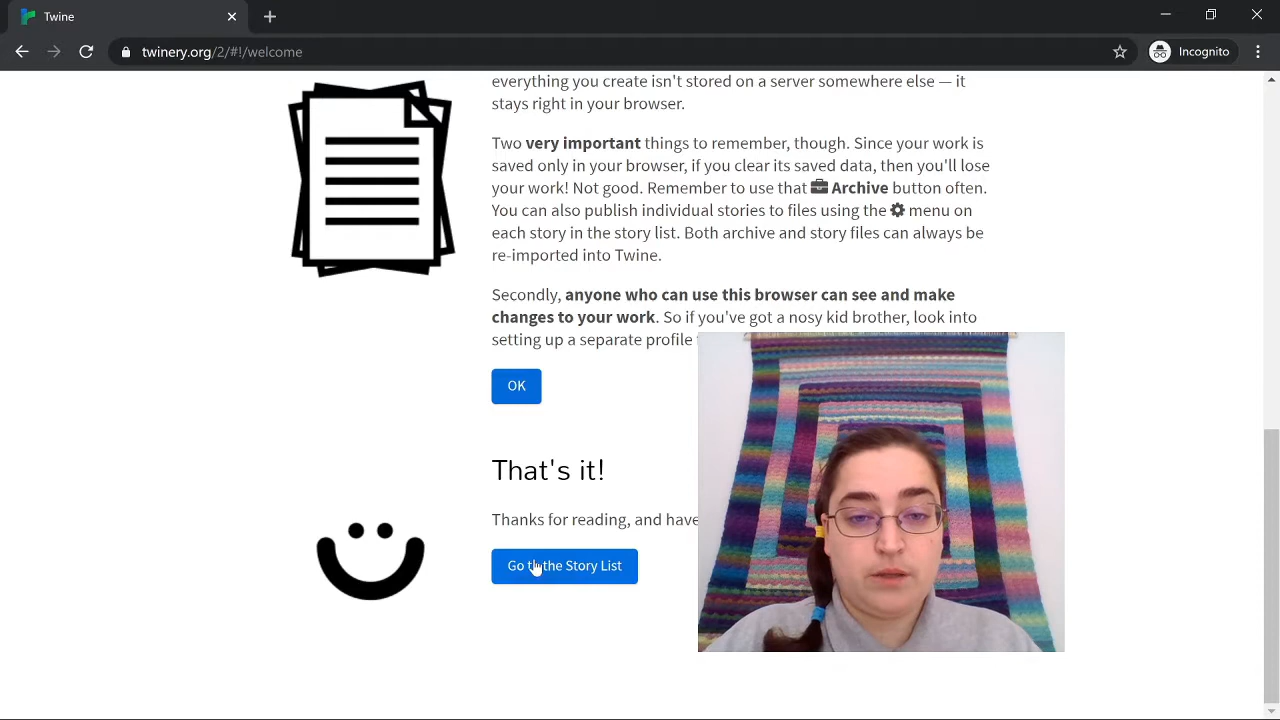 Twine
twinery.org/2/#!/welcome
Incognito
everything you create isn't stored on a server somewhere else — it
stays right in your browser.
Two very important things to remember, though. Since your work is
saved only in your browser, if you clear its saved data, then you'll lose
your work! Not good. Remember to use that Archive button often.
You can also publish individual stories to files using the menu on
each story in the story list. Both archive and story files can always be
re-imported into Twine.
Secondly, anyone who can use this browser can see and make
changes to your work. So if you've got a nosy kid brother, look into
setting up a separate profile
OK
That's it!
Thanks for reading, and have
Go to the Story List